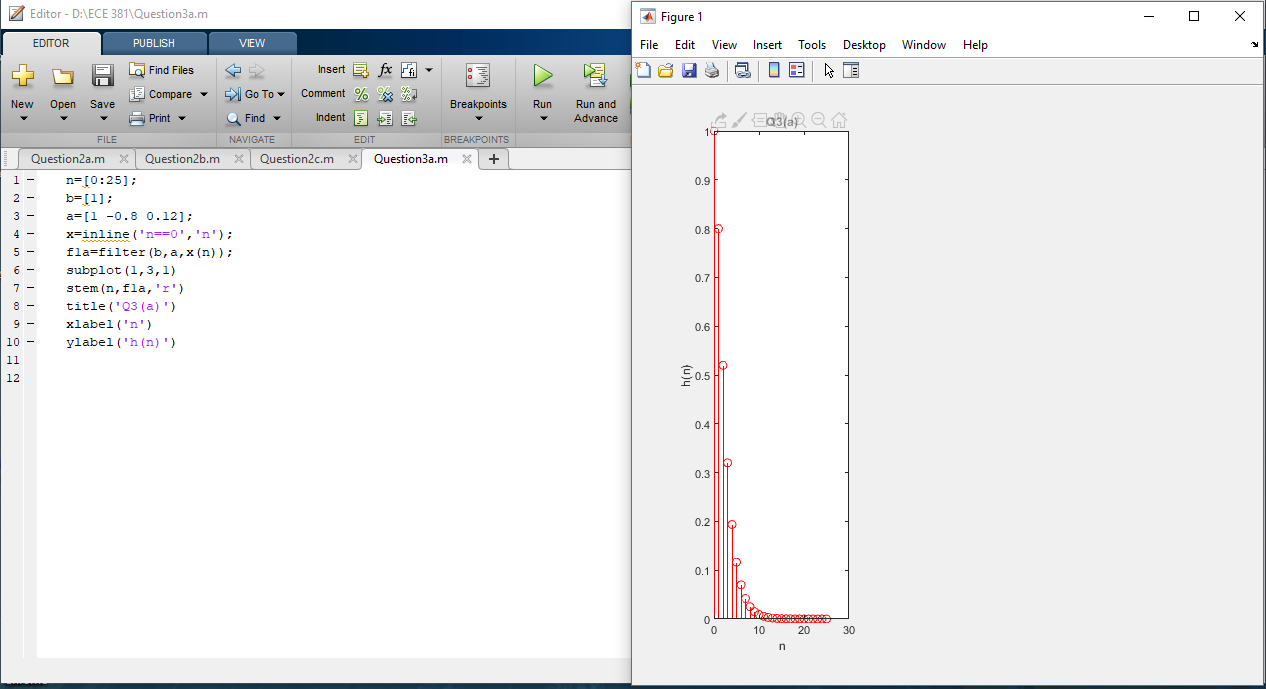 Editor - D:\ECE 381\Question3a.m
EDITOR PUBLISH VIEW
New Open Save Find Files Compare Print
Insert Comment Indent
Go To Find
Breakpoints Run Run and Advance
FILE NAVIGATE EDIT BREAKPOINTS
Question2a.m Question2b.m Question2c.m Question3a.m
1 n=[0:25];
2 b=[1];
3 a=[1 -0.8 0.12];
4 x=inline('n==0','n');
5 f1a=filter(b,a,x(n));
6 subplot(1,3,1)
7 stem(n,f1a,'r')
8 title('Q3(a)')
9 xlabel('n')
10 ylabel('h(n)')
11
12
Figure 1
File Edit View Insert Tools Desktop Window Help
Q3(a)
1
0.9
0.8
0.7
0.6
0.5
0.4
0.3
0.2
0.1
0
h(n)
0 10 20 30
n